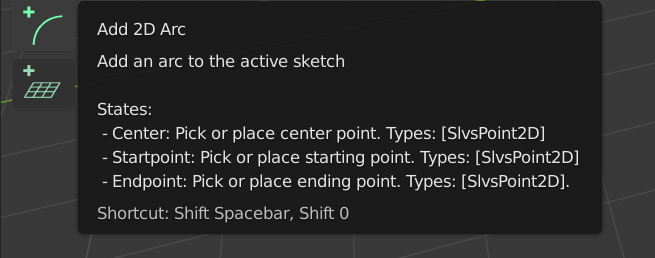 Add 2D Arc
Add an arc to the active sketch
States:
- Center: Pick or place center point. Types: [SlvsPoint2D]
- Startpoint: Pick or place starting point. Types: [SlvsPoint2D]
- Endpoint: Pick or place ending point. Types: [SlvsPoint2D].
Shortcut: Shift Spacebar, Shift 0